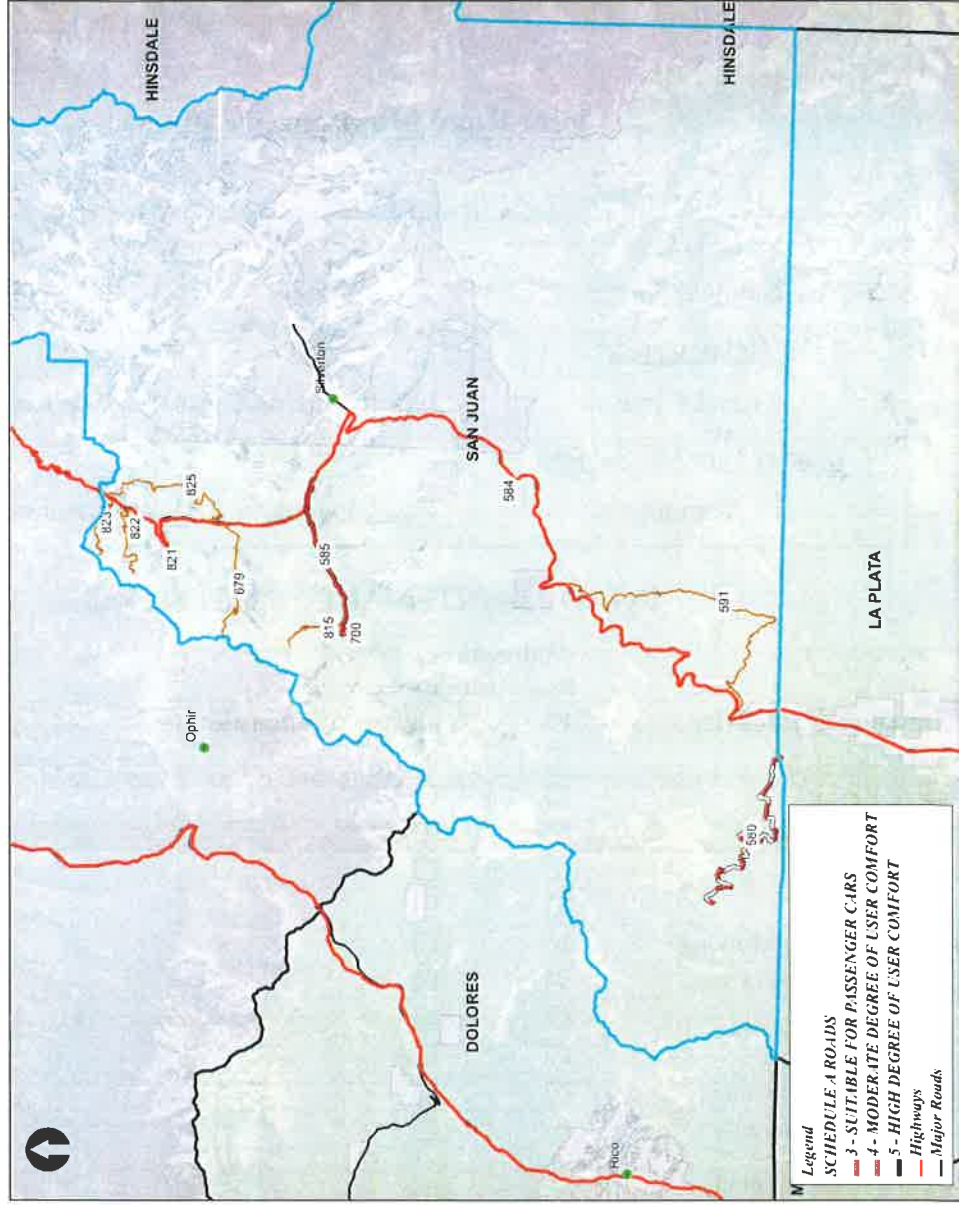 HINSDALE
HINSDALE
Silverton
SAN JUAN
823
822
825
821
679
585
815
700
584
591
580
Ophir
LA PLATA
DOLORES
Rico
M
Legend
SCHEDULE A ROADS
3 - SUITABLE FOR PASSENGER CARS
4 - MODERATE DEGREE OF USER COMFORT
5 - HIGH DEGREE OF USER COMFORT
Highways
Major Roads